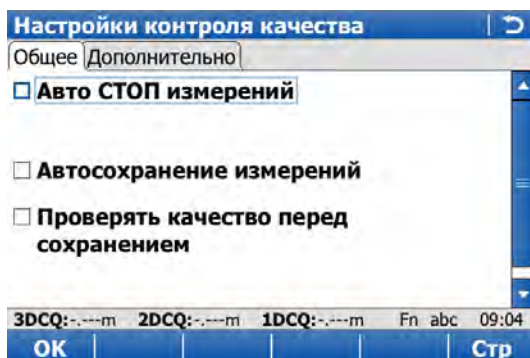 Настройки контроля качества
Общее Дополнительно
Авто СТОП измерений
Автосохранение измерений
Проверять качество перед
сохранением
3DCQ:-.---m 2DCQ:-.---m 1DCQ:-.---m Fn abc 09:04
OK Стр